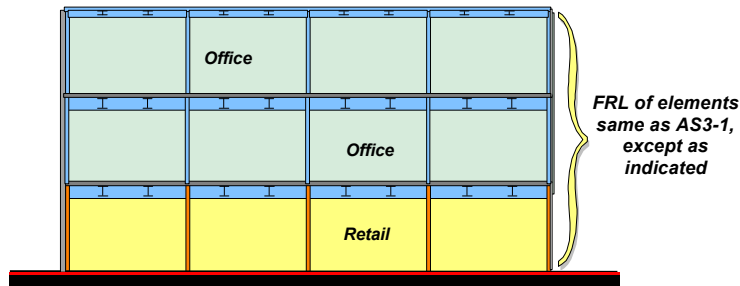 Office
Office
Retail
FRL of elements
same as AS3-1,
except as
indicated